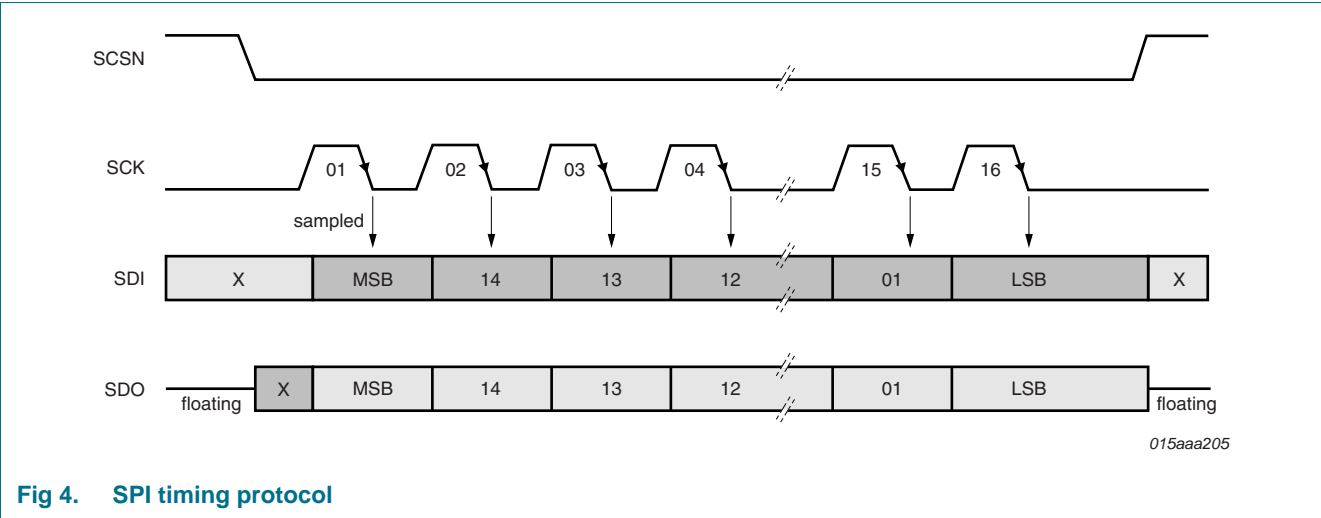 SCSN
SCK 01 02 03 04 15 16
sampled
SDI X MSB 14 13 12 01 LSB X
SDO floating X MSB 14 13 12 01 LSB floating
015aaa205
Fig 4. SPI timing protocol